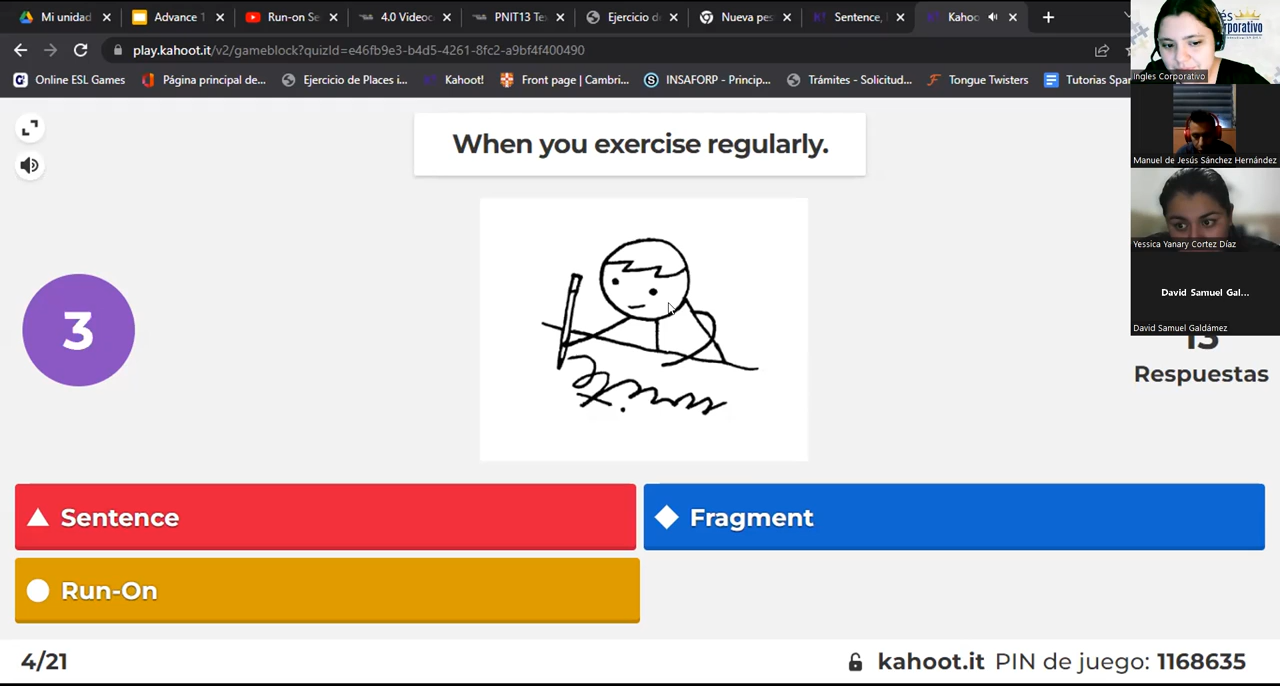 Mi unidad
Advance 1
Run-on Se
4.0 Videoc
PNIT13 Te
Ejercicio d
Nueva pes
Sentence,
Kahoo
play.kahoot.it/v2/gameblock?quizId=e46fb9e3-b4d5-4261-8fc2-a9bf4f400490
Online ESL Games
Página principal de...
Ejercicio de Places i...
Kahoot!
Front page | Cambri...
INSAFORP - Princip...
Trámites - Solicitud...
Tongue Twisters
Tutorias Spar
Ingles Corporativo
Manuel de Jesús Sánchez Hernández
Yessica Yanary Cortez Díaz
David Samuel Gal...
David Samuel Galdámez
When you exercise regularly.
3
13
Respuestas
Sentence
Fragment
Run-On
4/21
kahoot.it PIN de juego: 1168635